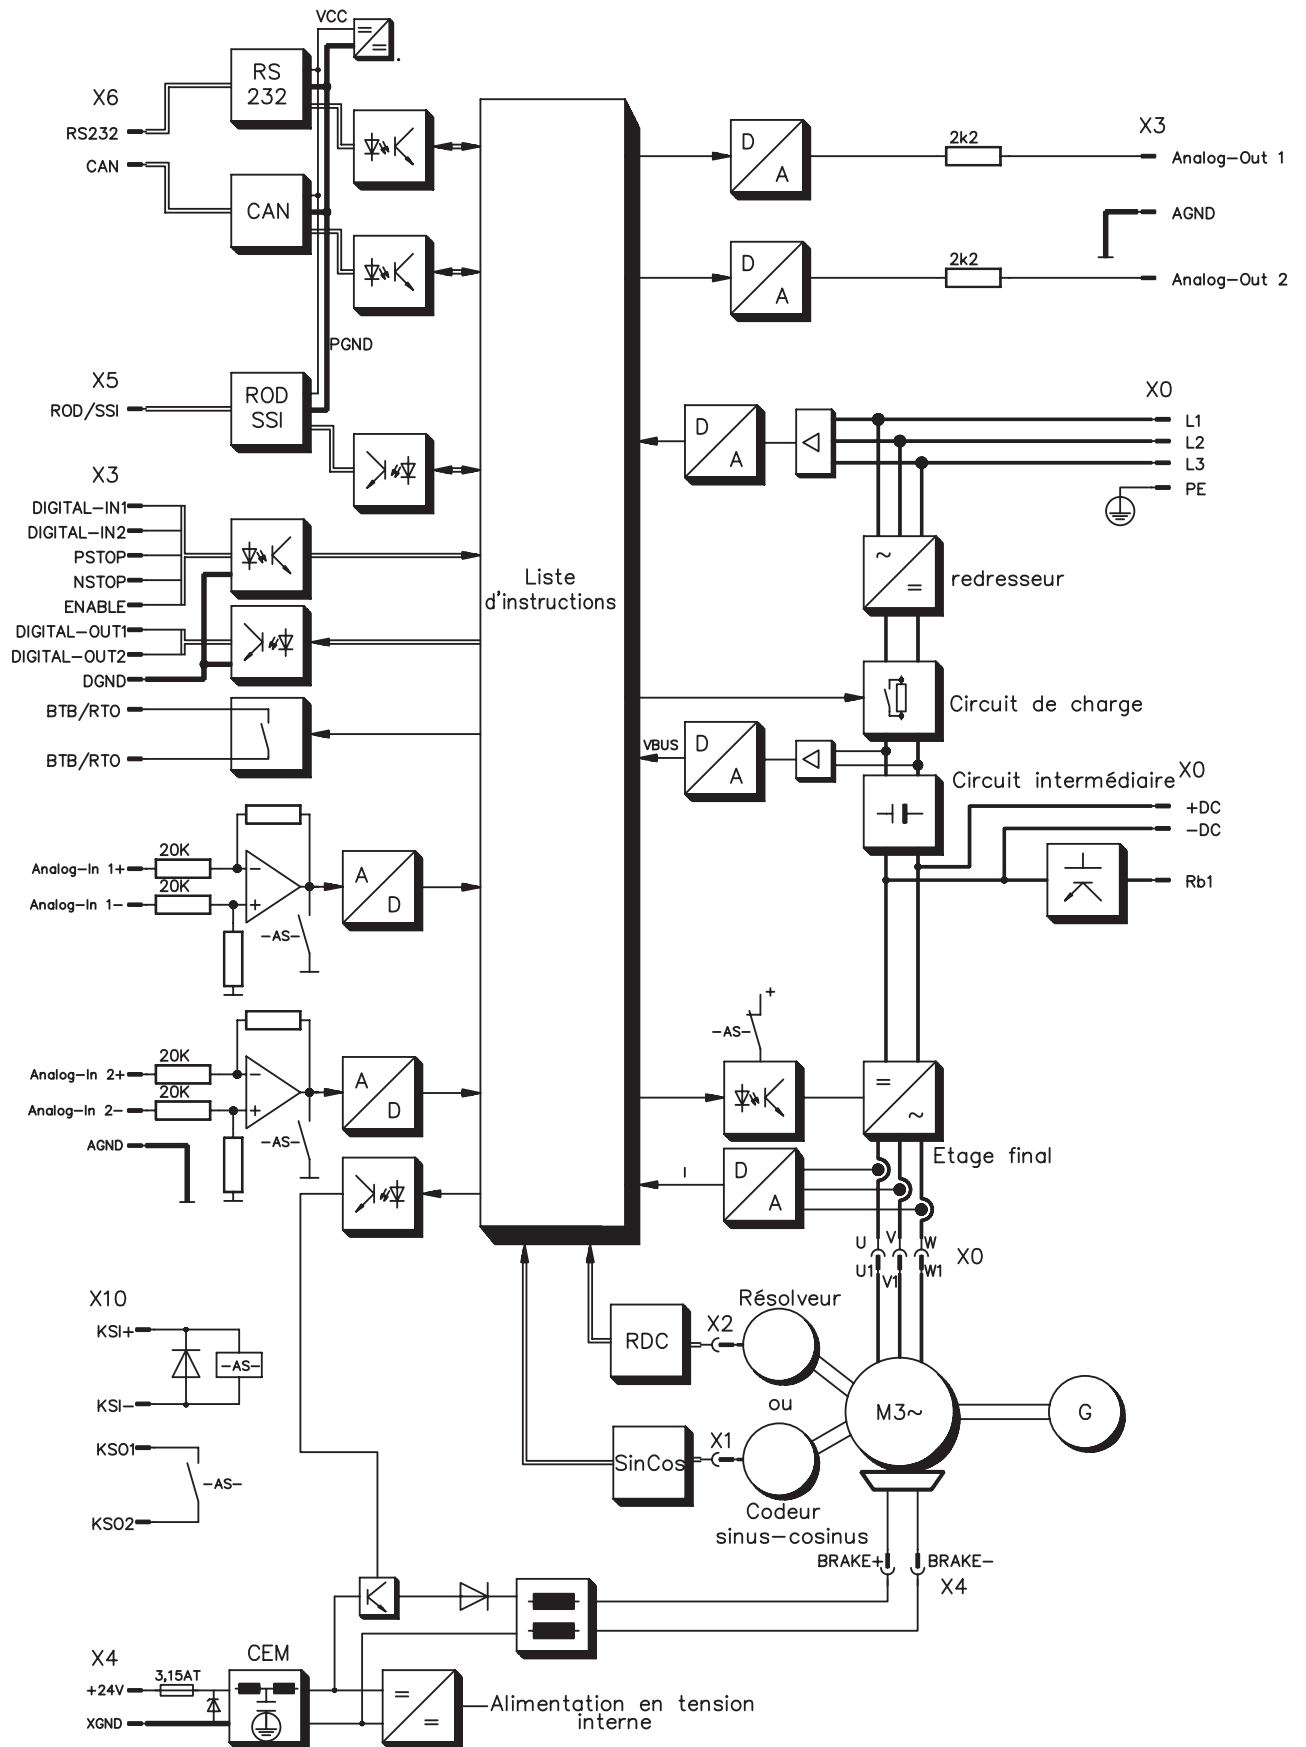 VCC
X6
RS232
CAN
RS
232
CAN
PGND
X5
ROD/SSI
ROD
SSI
X3
DIGITAL-IN1
DIGITAL-IN2
PSTOP
NSTOP
ENABLE
DIGITAL-OUT1
DIGITAL-OUT2
DGND
BTB/RTO
BTB/RTO
20K
Analog-In 1+
20K
Analog-In 1-
-AS-
A
D
20K
Analog-In 2+
20K
Analog-In 2-
AGND
-AS-
A
D
Liste
d'instructions
D
A
2k2
X3
Analog-Out 1
AGND
D
A
2k2
Analog-Out 2
X0
L1
L2
L3
PE
D
A
~
=
redresseur
Circuit de charge
VBUS
D
A
Circuit intermédiaire
X0
+DC
-DC
Rb1
+
-AS-
=
~
Etage final
I
D
A
U
V
W
X0
U1
V1
W1
X10
KSI+
-AS-
KSI-
KSO1
-AS-
KSO2
Résolveur
RDC
X2
ou
M3~
G
SinCos
X1
Codeur
sinus-cosinus
BRAKE+
BRAKE-
X4
X4
CEM
3,15AT
+24V
XGND
=
=
Alimentation en tension
interne